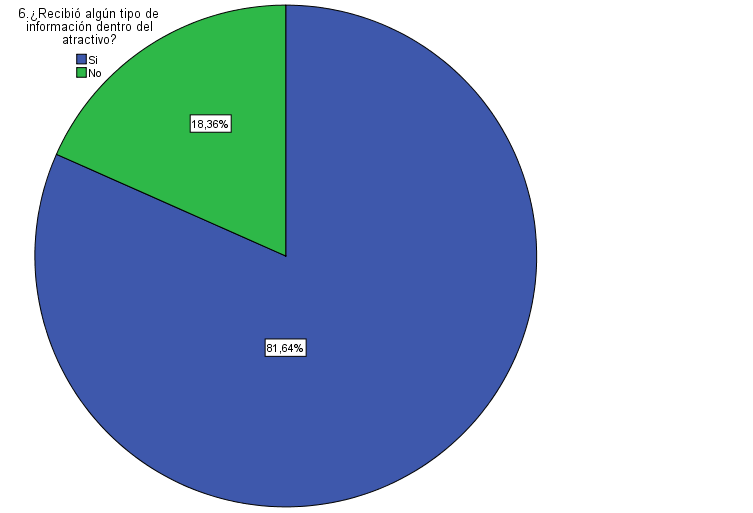 6.¿Recibió algún tipo de
información dentro del
atractivo?
Si
No
18,36%
81,64%